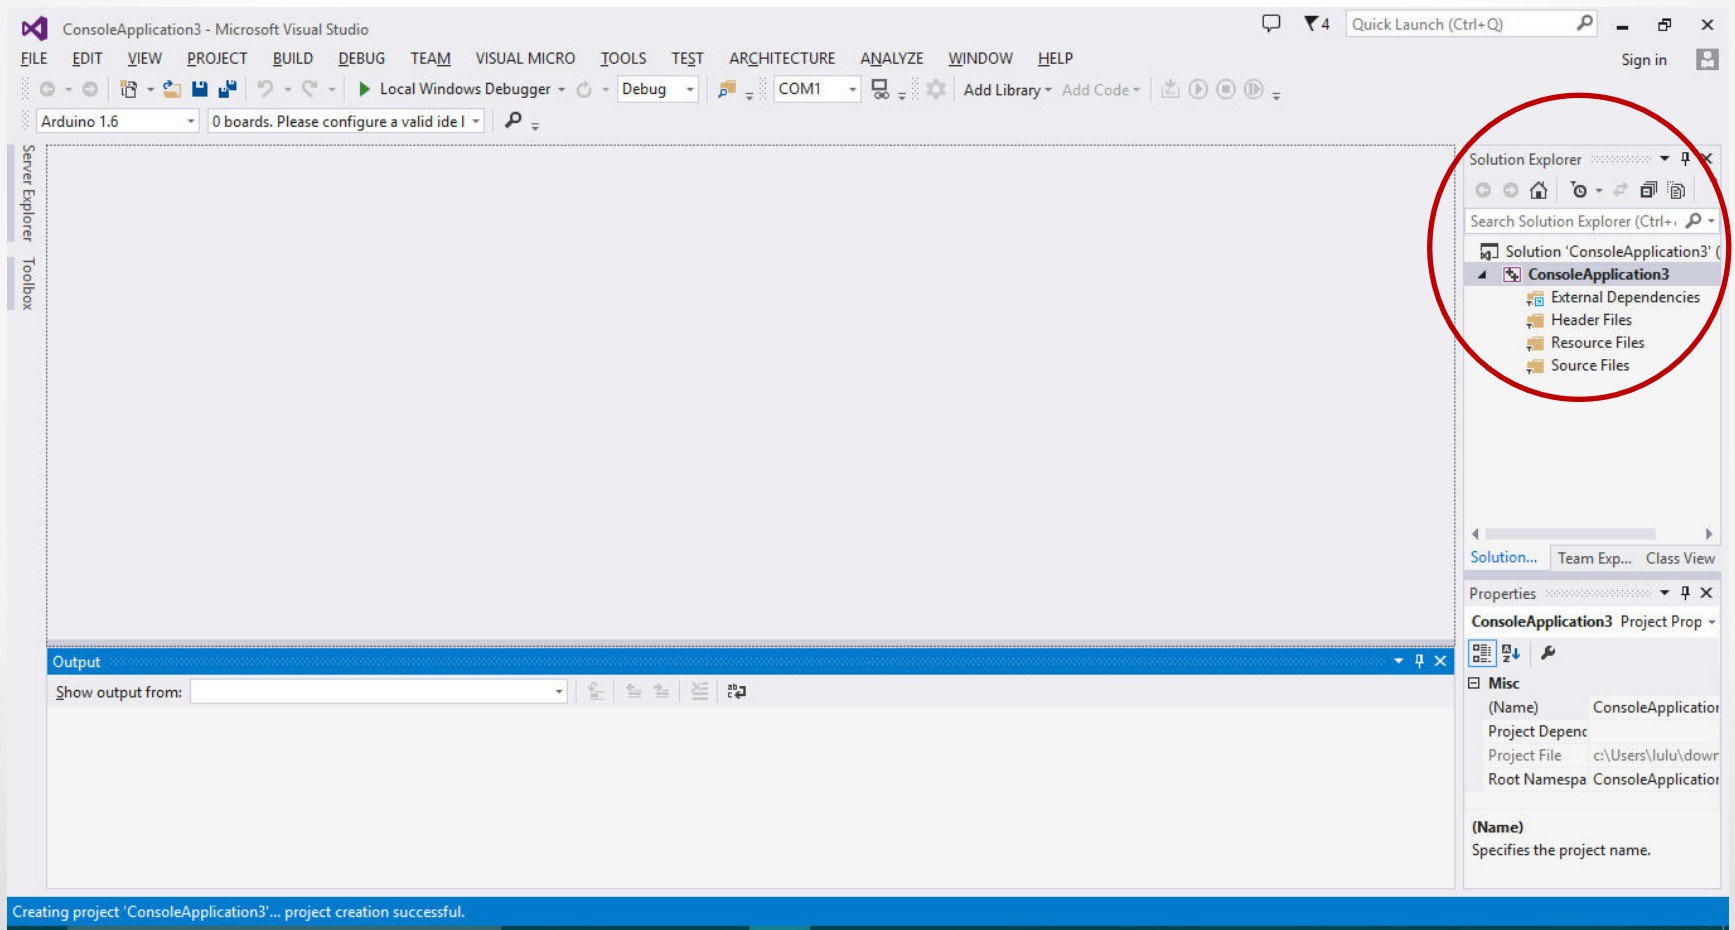 ConsoleApplication3 - Microsoft Visual Studio
4
Quick Launch (Ctrl+Q)
FILE EDIT VIEW PROJECT BUILD DEBUG TEAM VISUAL MICRO TOOLS TEST ARCHITECTURE ANALYZE WINDOW HELP
Sign in
Local Windows Debugger Debug COM1 Add Library Add Code
Arduino 1.6 0 boards. Please configure a valid ide l
Server Explorer
Toolbox
Solution Explorer
Search Solution Explorer (Ctrl+
Solution 'ConsoleApplication3' (
ConsoleApplication3
External Dependencies
Header Files
Resource Files
Source Files
Solution... Team Exp... Class View
Properties
ConsoleApplication3 Project Prop
Misc
(Name) ConsoleApplication
Project Depend
Project File c:\Users\lulu\down
Root Namespa ConsoleApplication
(Name)
Specifies the project name.
Output
Show output from:
Creating project 'ConsoleApplication3'... project creation successful.